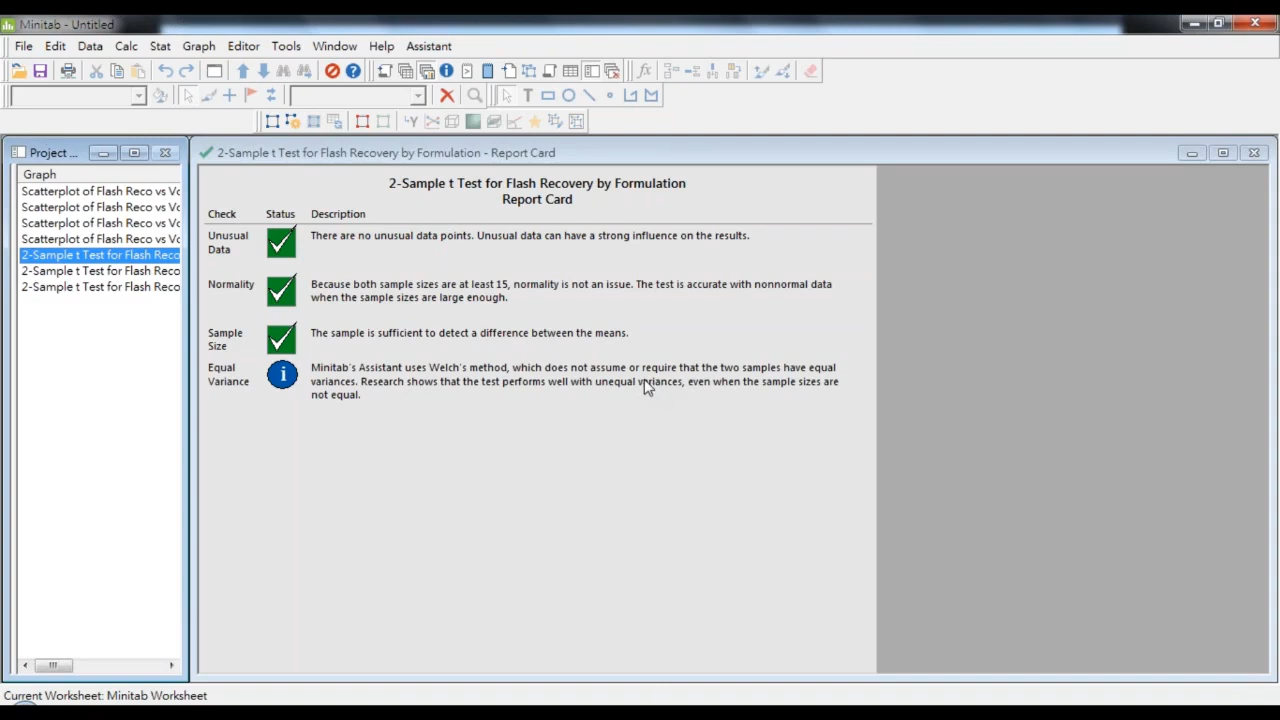 Minitab - Untitled
File Edit Data Calc Stat Graph Editor Tools Window Help Assistant
Project ...
2-Sample t Test for Flash Recovery by Formulation - Report Card
Graph
Scatterplot of Flash Reco vs Vo
Scatterplot of Flash Reco vs Vo
Scatterplot of Flash Reco vs Vo
Scatterplot of Flash Reco vs Vo
2-Sample t Test for Flash Reco
2-Sample t Test for Flash Reco
2-Sample t Test for Flash Reco
2-Sample t Test for Flash Recovery by Formulation
Report Card
Check Status Description
Unusual
Data
There are no unusual data points. Unusual data can have a strong influence on the results.
Normality
Because both sample sizes are at least 15, normality is not an issue. The test is accurate with nonnormal data
when the sample sizes are large enough.
Sample
Size
The sample is sufficient to detect a difference between the means.
Equal
Variance
Minitab's Assistant uses Welch's method, which does not assume or require that the two samples have equal
variances. Research shows that the test performs well with unequal variances, even when the sample sizes are
not equal.
Current Worksheet: Minitab Worksheet